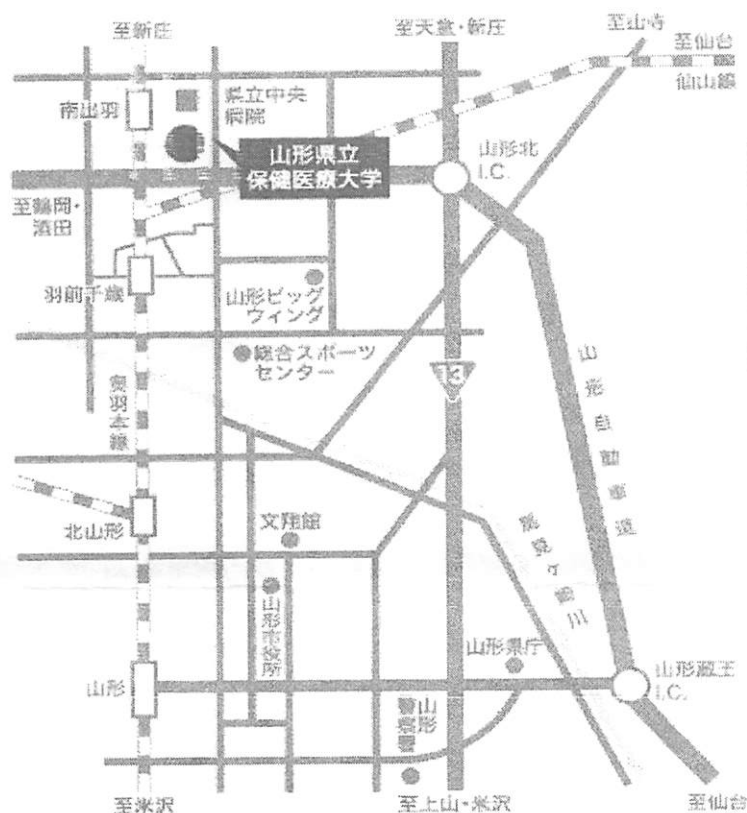 至新庄
至天童・新庄
至山寺
至仙台
仙山線
南出羽
県立中央
病院
山形県立
保健医療大学
山形北
I.C.
至鶴岡・
酒田
羽前千歳
山形ビッグ
ウィング
総合スポーツ
センター
13
奥羽本線
山形自動車道
北山形
文翔館
馬見ヶ崎川
山形市役所
山形県庁
山形
山形蔵王
I.C.
至米沢
至上山・米沢
至仙台